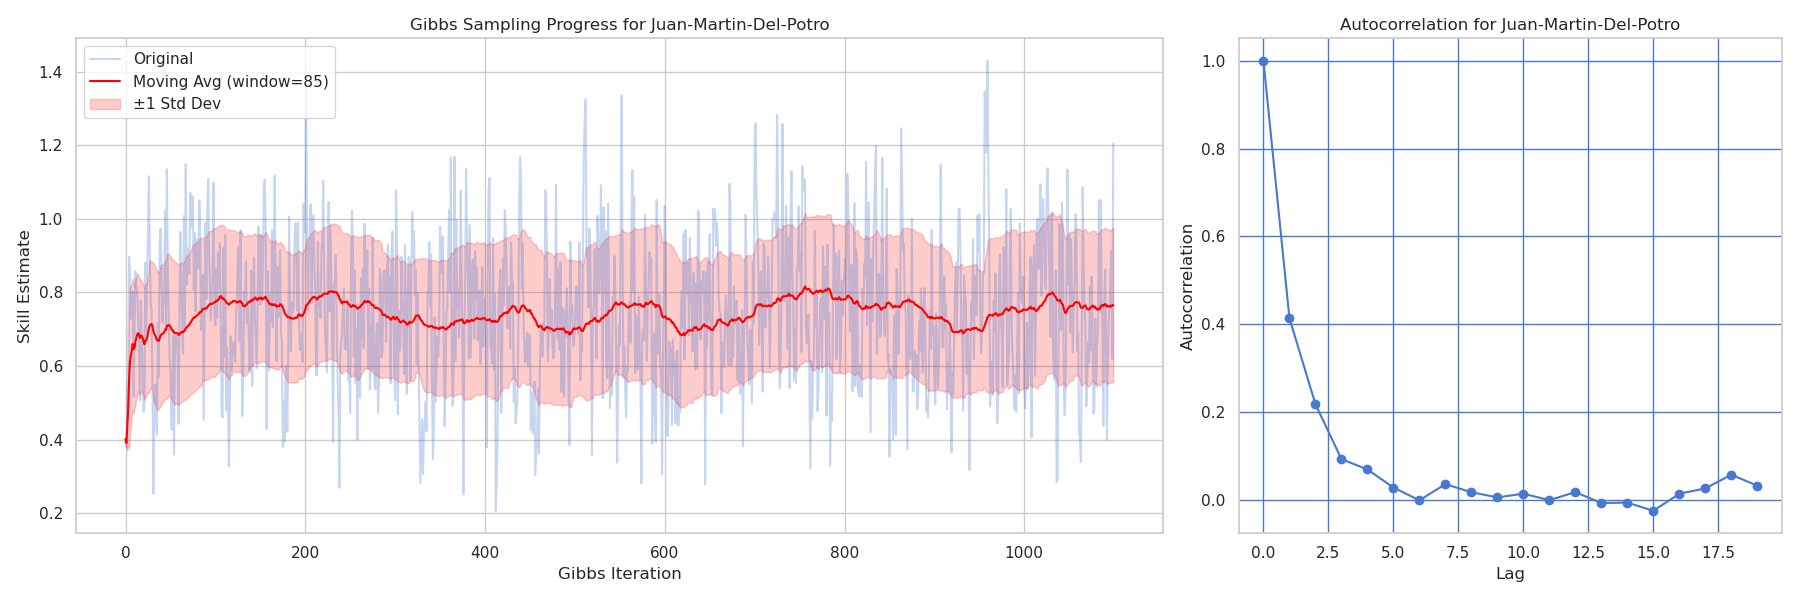 Gibbs Sampling Progress for Juan-Martin-Del-Potro
Original
Moving Avg (window=85)
±1 Std Dev
Skill Estimate
1.4
1.2
1.0
0.8
0.6
0.4
0.2
0 200 400 600 800 1000
Gibbs Iteration
Autocorrelation for Juan-Martin-Del-Potro
Autocorrelation
1.0
0.8
0.6
0.4
0.2
0.0
0.0 2.5 5.0 7.5 10.0 12.5 15.0 17.5
Lag